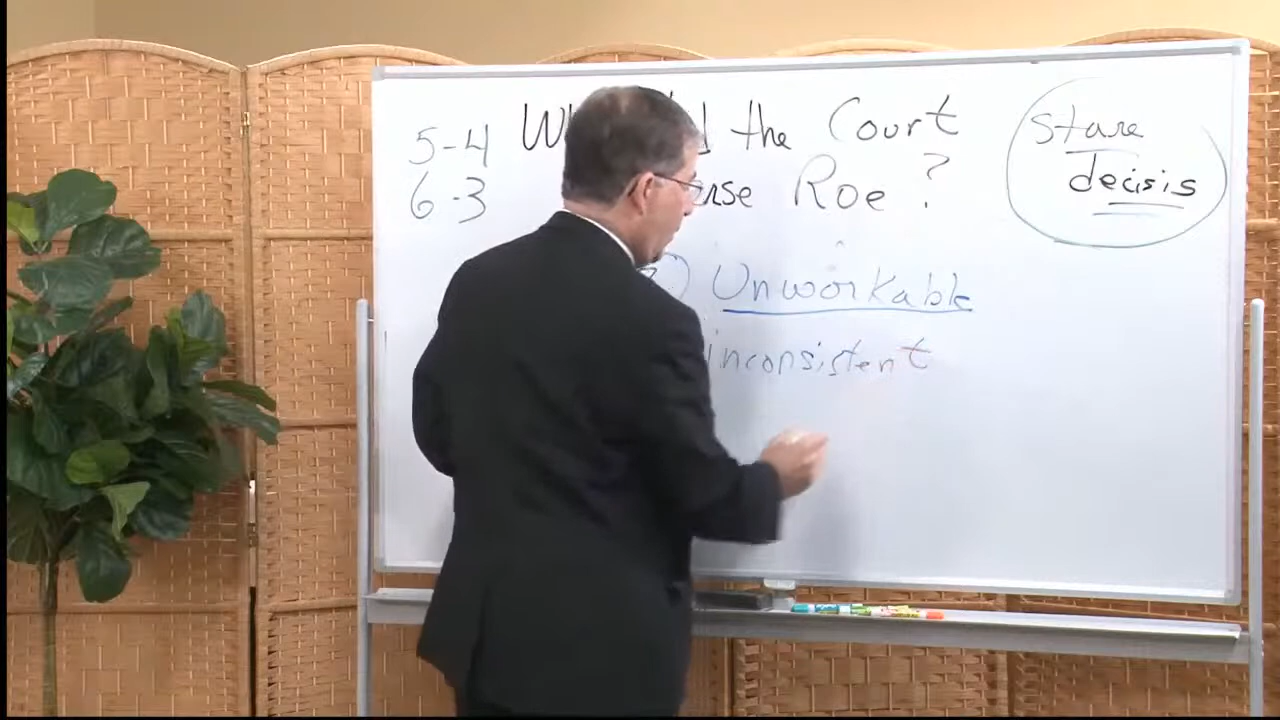 5-4
6-3
the Court
Roe ?
stare
decisis
Unworkable
inconsistent